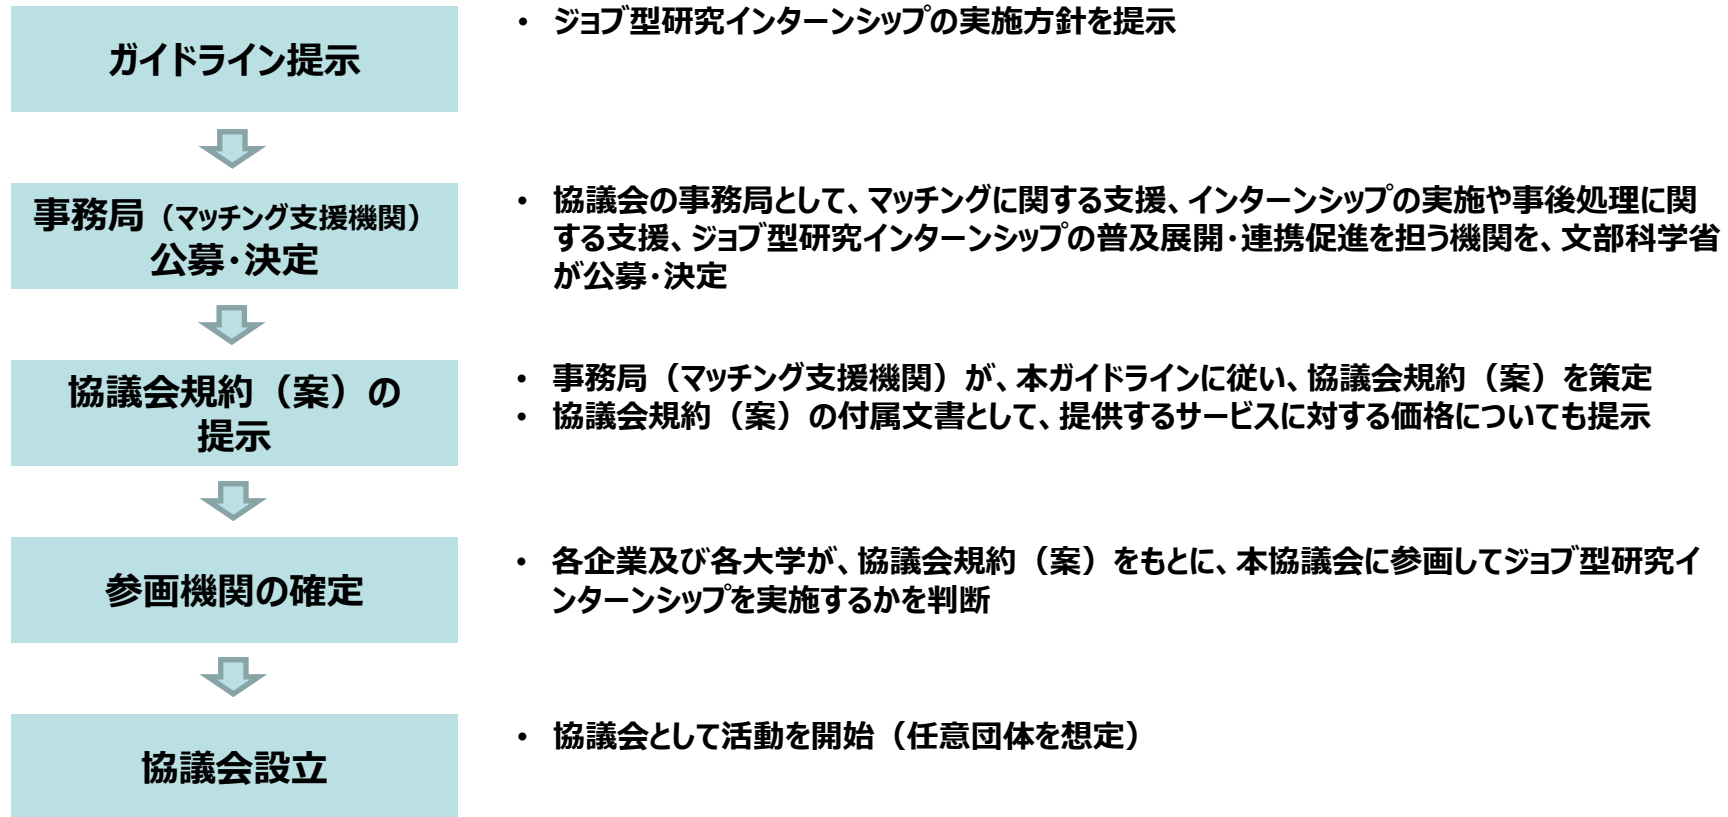 ガイドライン提示
・ ジョブ型研究インターンシップの実施方針を提示
事務局（マッチング支援機関）
公募・決定
・ 協議会の事務局として、マッチングに関する支援、インターンシップの実施や事後処理に関
する支援、ジョブ型研究インターンシップの普及展開・連携促進を担う機関を、文部科学省
が公募・決定
協議会規約（案）の
提示
・ 事務局（マッチング支援機関）が、本ガイドラインに従い、協議会規約（案）を策定
・ 協議会規約（案）の付属文書として、提供するサービスに対する価格についても提示
参画機関の確定
・ 各企業及び各大学が、協議会規約（案）をもとに、本協議会に参画してジョブ型研究イ
ンターンシップを実施するかを判断
協議会設立
・ 協議会として活動を開始（任意団体を想定）